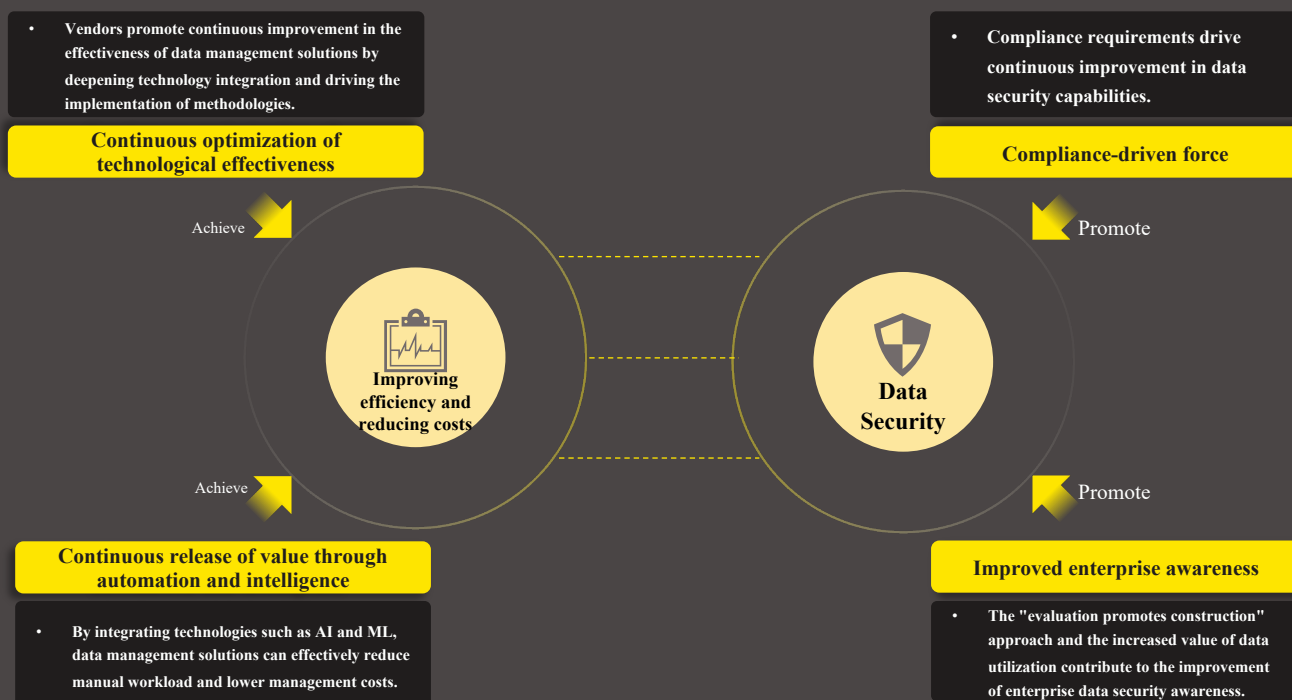 • Vendors promote continuous improvement in the
effectiveness of data management solutions by
deepening technology integration and driving the
implementation of methodologies.
Continuous optimization of
technological effectiveness
Achieve
Improving
efficiency and
reducing costs
Achieve
Continuous release of value through
automation and intelligence
• By integrating technologies such as AI and ML,
data management solutions can effectively reduce
manual workload and lower management costs.
• Compliance requirements drive
continuous improvement in data
security capabilities.
Compliance-driven force
Promote
Data
Security
Promote
Improved enterprise awareness
• The "evaluation promotes construction"
approach and the increased value of data
utilization contribute to the improvement
of enterprise data security awareness.